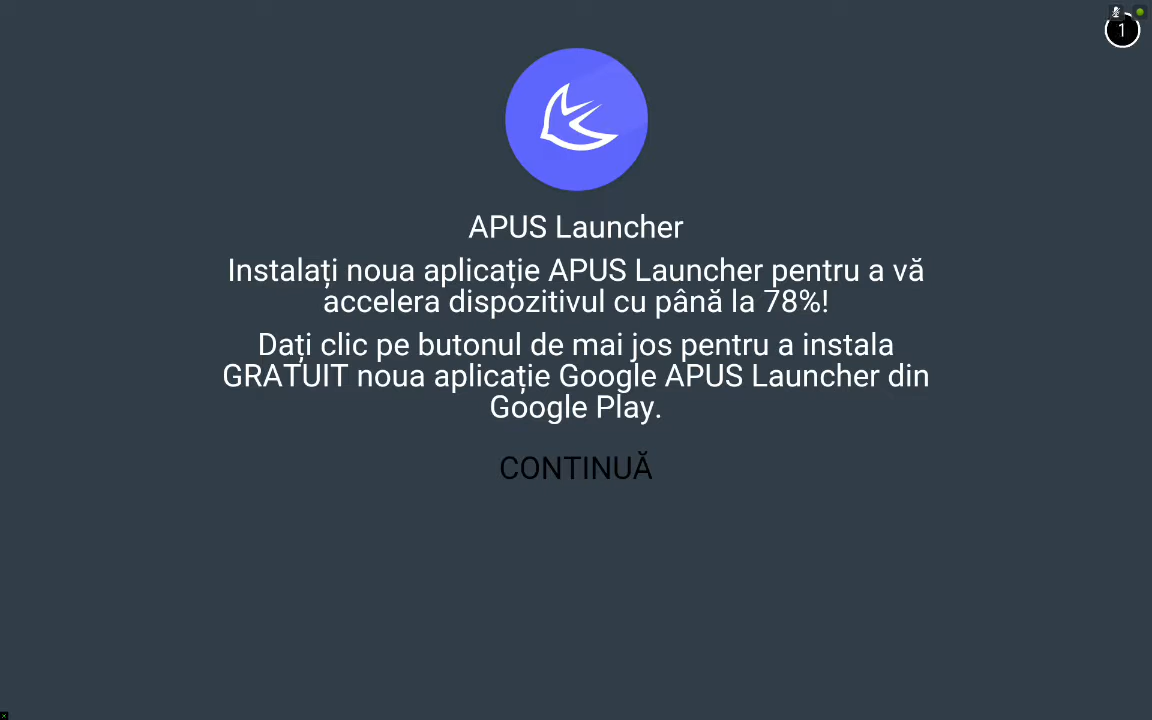 1
APUS Launcher
Instalați noua aplicație APUS Launcher pentru a vă
accelera dispozitivul cu până la 78%!
Dați clic pe butonul de mai jos pentru a instala
GRATUIT noua aplicație Google APUS Launcher din
Google Play.
CONTINUĂ